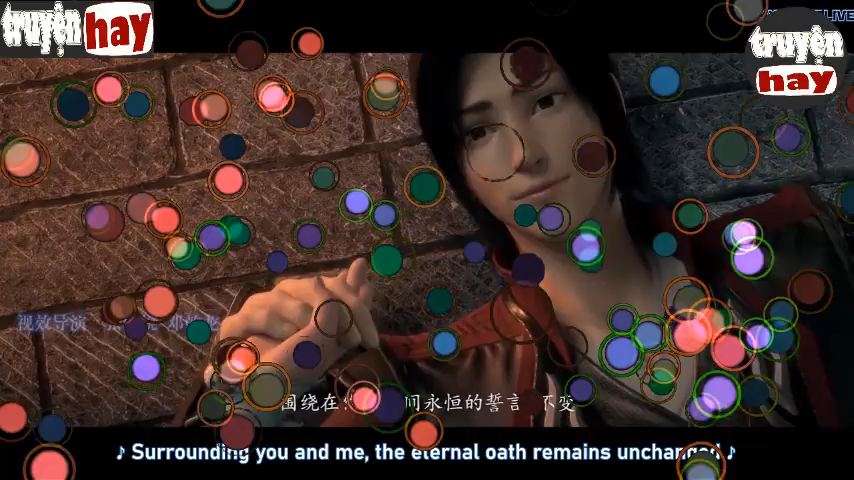 truyện hay
LIVE
truyện
hay
视效导演
围绕在 间永恒的誓言 不变
♪ Surrounding you and me, the eternal oath remains unchanged ♪